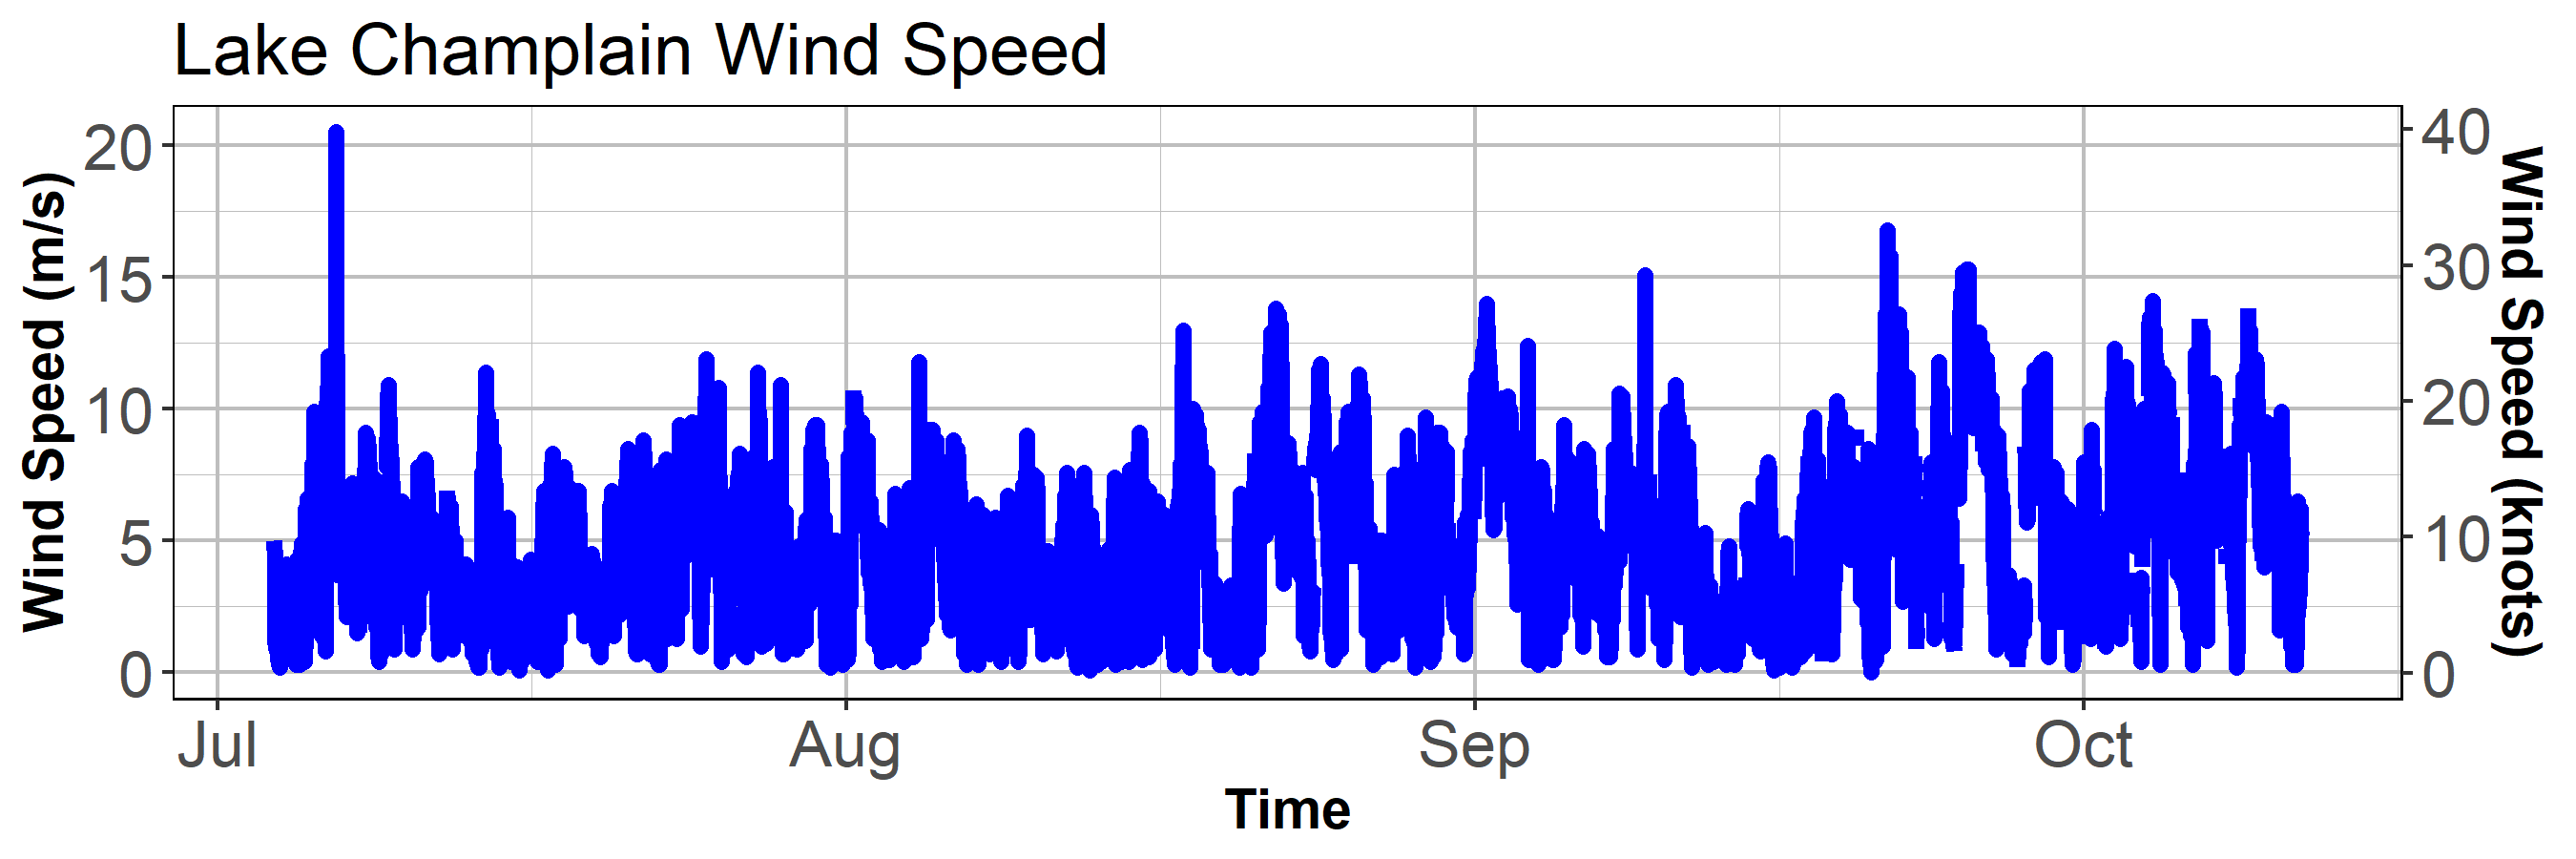 Lake Champlain Wind Speed
Wind Speed (m/s)
20
15
10
5
0
40
30
20
10
0
Wind Speed (knots)
Jul
Aug
Sep
Oct
Time